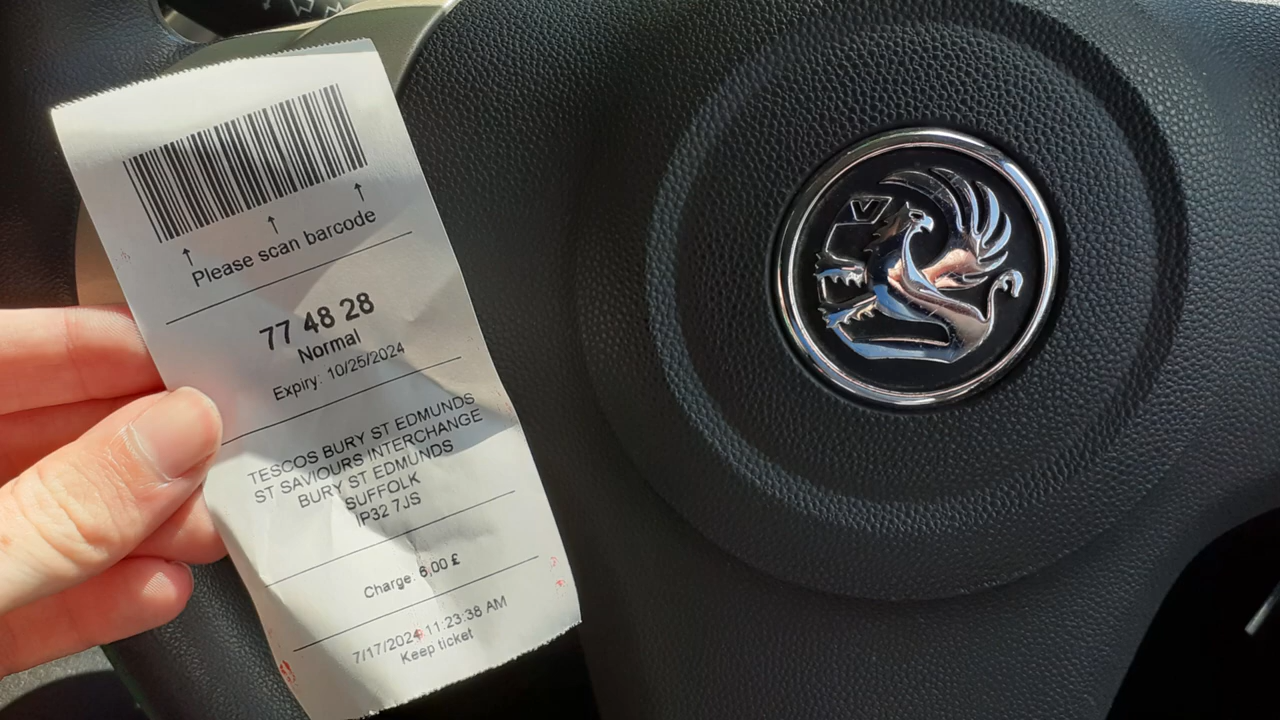 Please scan barcode
77 48 28
Normal
Expiry: 10/25/2024
TESCOS BURY ST EDMUNDS
ST SAVIOURS INTERCHANGE
BURY ST EDMUNDS
SUFFOLK
IP32 7JS
Charge: 6,00 £
7/17/2024 11:23:38 AM
Keep ticket
V